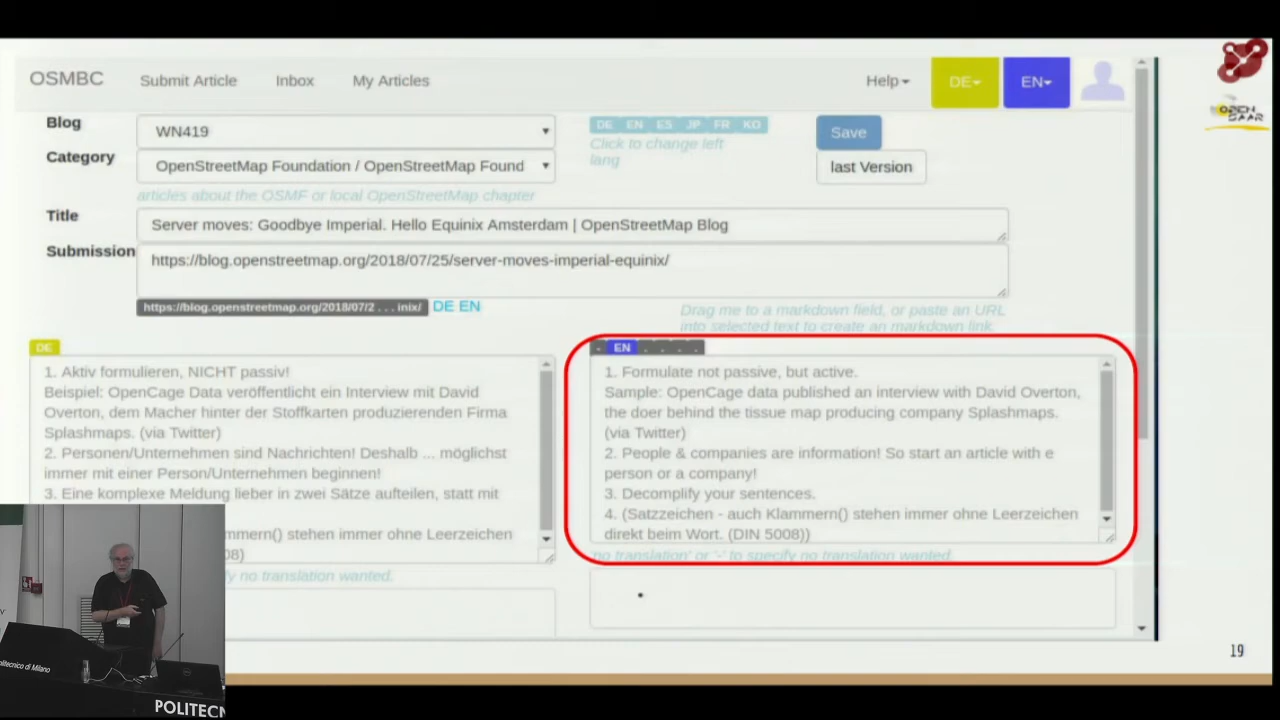 OSMBC Submit Article Inbox My Articles Help DE EN
OPEN SAAR
Blog WN419 DE EN ES JP FR KO Save
Click to change left
lang
Category OpenStreetMap Foundation / OpenStreetMap Found last Version
articles about the OSMF or local OpenStreetMap chapter
Title Server moves: Goodbye Imperial. Hello Equinix Amsterdam | OpenStreetMap Blog
Submission https://blog.openstreetmap.org/2018/07/25/server-moves-imperial-equinix/
https://blog.openstreetmap.org/2018/07/2 . . . inix/ DE EN
Drag me to a markdown field, or paste an URL
into selected text to create an markdown link.
DE
1. Aktiv formulieren, NICHT passiv!
Beispiel: OpenCage Data veröffentlicht ein Interview mit David
Overton, dem Macher hinter der Stoffkarten produzierenden Firma
Splashmaps. (via Twitter)
2. Personen/Unternehmen sind Nachrichten! Deshalb ... möglichst
immer mit einer Person/Unternehmen beginnen!
3. Eine komplexe Meldung lieber in zwei Sätze aufteilen, statt mit
mmern() stehen immer ohne Leerzeichen
08)
fy no translation wanted.
- EN . . . .
1. Formulate not passive, but active.
Sample: OpenCage data published an interview with David Overton,
the doer behind the tissue map producing company Splashmaps.
(via Twitter)
2. People & companies are information! So start an article with e
person or a company!
3. Decomplify your sentences.
4. (Satzzeichen - auch Klammern() stehen immer ohne Leerzeichen
direkt beim Wort. (DIN 5008))
'no translation' or '-' to specify no translation wanted.
19
olitecnico di Milano
POLITECN